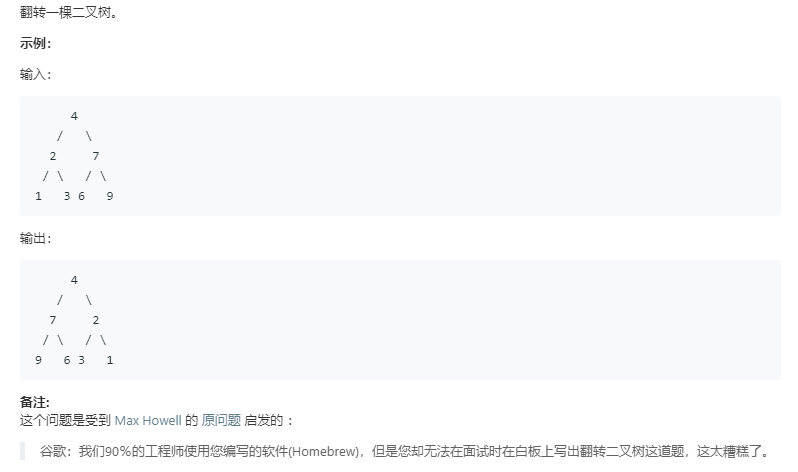 翻转一棵二叉树。
示例：
输入：
     4
   /   \
  2     7
 / \   / \
1   3 6   9
输出：
     4
   /   \
  7     2
 / \   / \
9   6 3   1
备注:
这个问题是受到 Max Howell 的 原问题 启发的 ：
谷歌：我们90％的工程师使用您编写的软件(Homebrew)，但是您却无法在面试时在白板上写出翻转二叉树这道题，这太糟糕了。